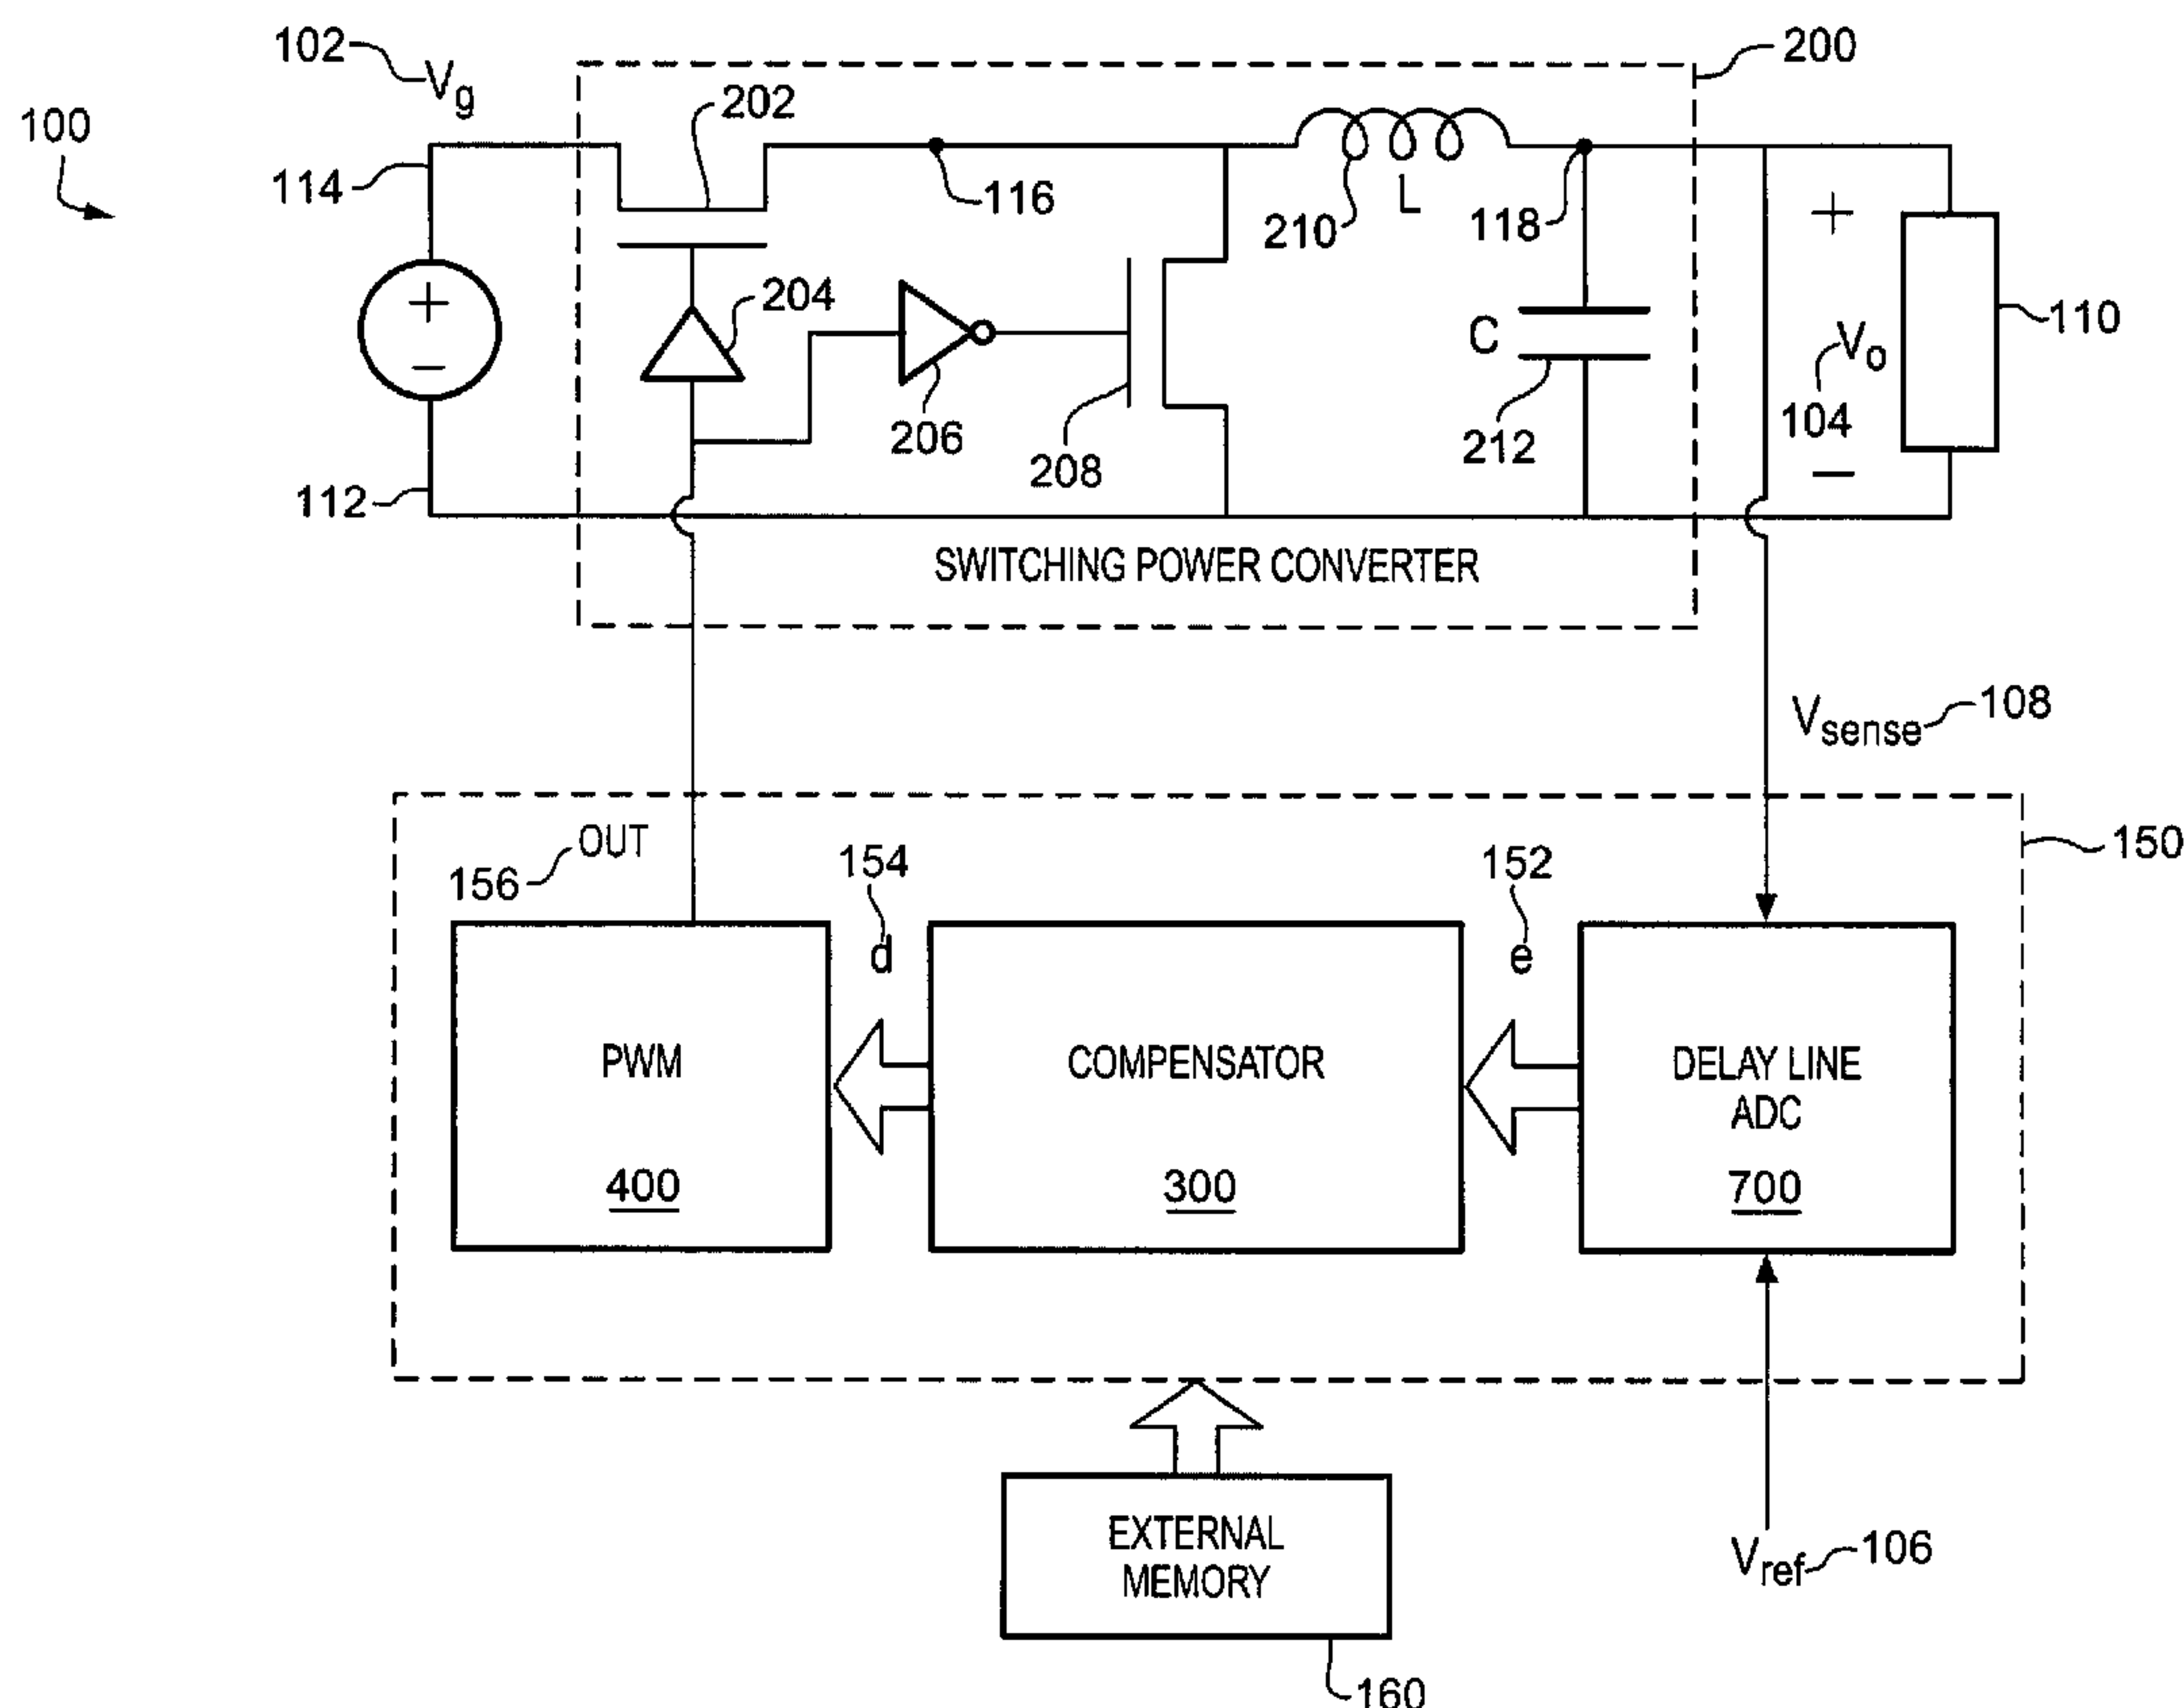 102
Vg
200
100
202
114
116
210
L
118
204
+
−
+
C
Vo
110
206
208
212
104
112
−
SWITCHING POWER CONVERTER
Vsense
108
OUT
156
154
152
150
d
e
PWM
COMPENSATOR
DELAY LINE
ADC
400
300
700
EXTERNAL
MEMORY
Vref
106
160